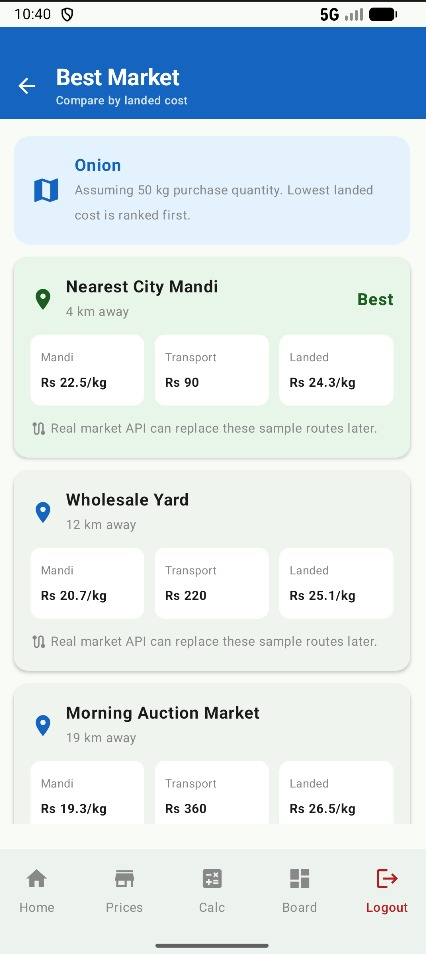 10:40
5G
Best Market
Compare by landed cost
Onion
Assuming 50 kg purchase quantity. Lowest landed
cost is ranked first.
Nearest City Mandi
4 km away
Best
Mandi Transport Landed
Rs 22.5/kg Rs 90 Rs 24.3/kg
Real market API can replace these sample routes later.
Wholesale Yard
12 km away
Mandi Transport Landed
Rs 20.7/kg Rs 220 Rs 25.1/kg
Real market API can replace these sample routes later.
Morning Auction Market
19 km away
Mandi Transport Landed
Rs 19.3/kg Rs 360 Rs 26.5/kg
Home Prices Calc Board Logout